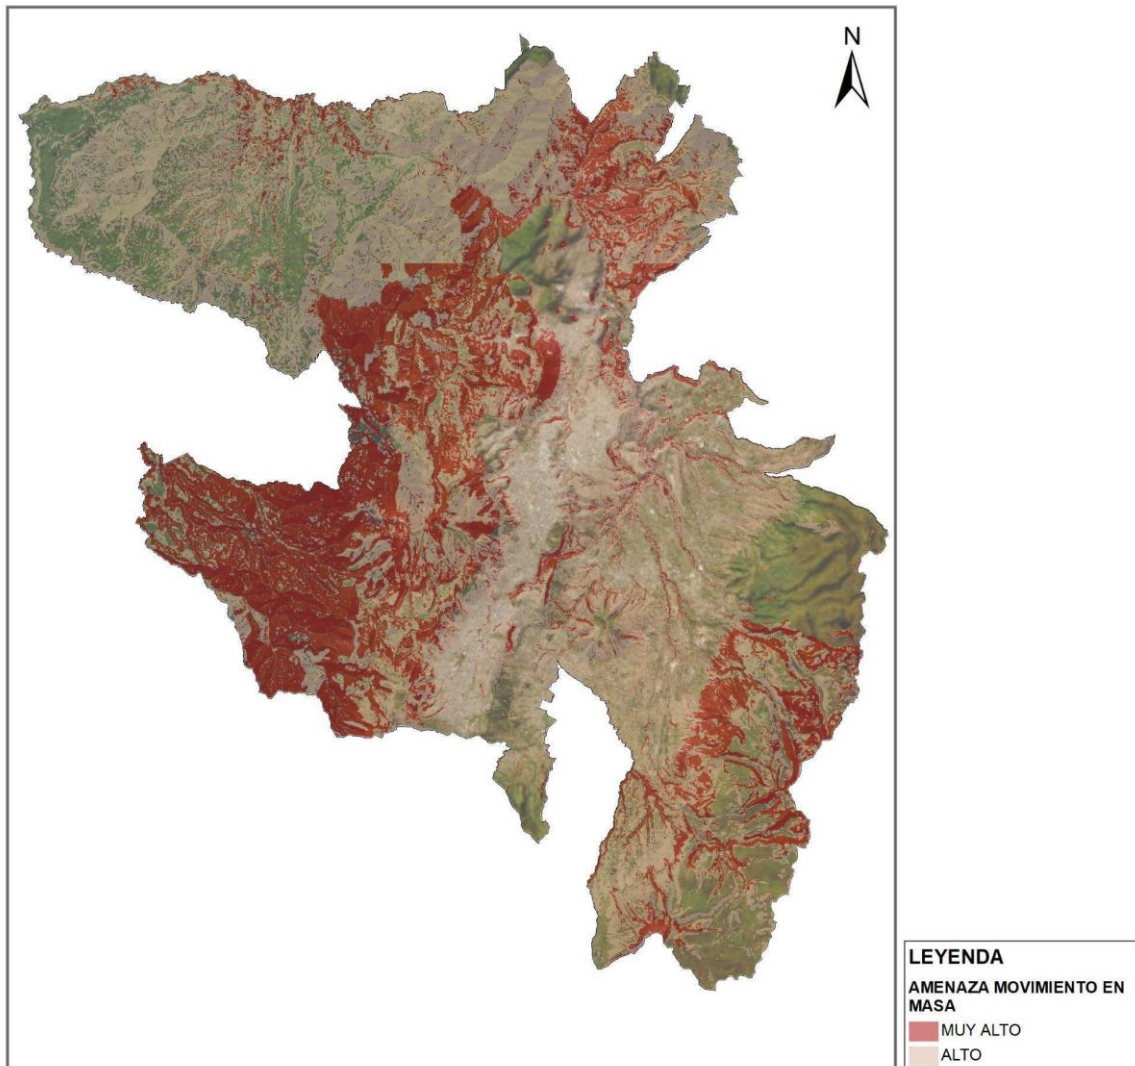 N
LEYENDA
AMENAZA MOVIMIENTO EN
MASA
MUY ALTO
ALTO